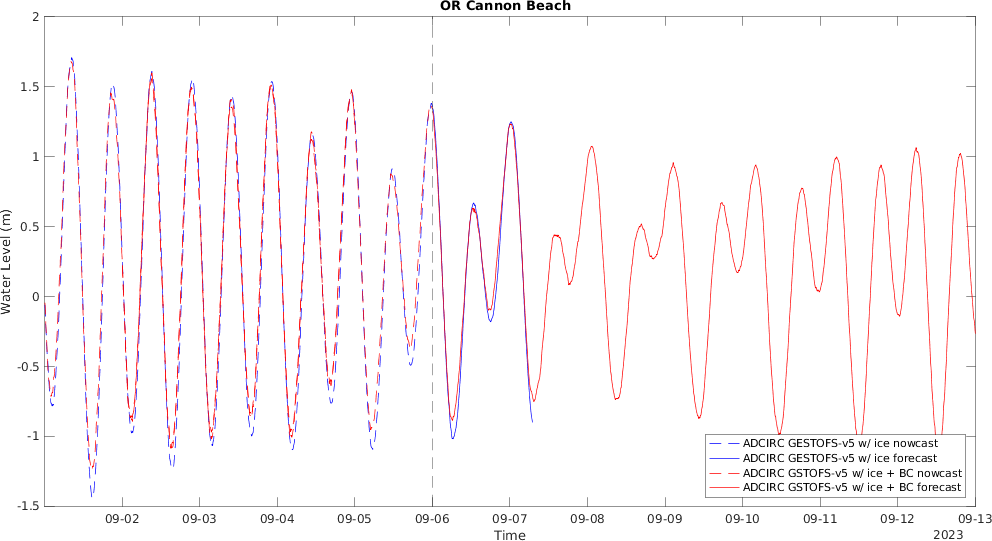 OR Cannon Beach
2
1.5
1
0.5
0
-0.5
-1
-1.5
Water Level (m)
ADCIRC GESTOFS-v5 w/ ice nowcast
ADCIRC GESTOFS-v5 w/ ice forecast
ADCIRC GSTOFS-v5 w/ ice + BC nowcast
ADCIRC GSTOFS-v5 w/ ice + BC forecast
09-02 09-03 09-04 09-05 09-06 09-07 09-08 09-09 09-10 09-11 09-12 09-13
Time
2023